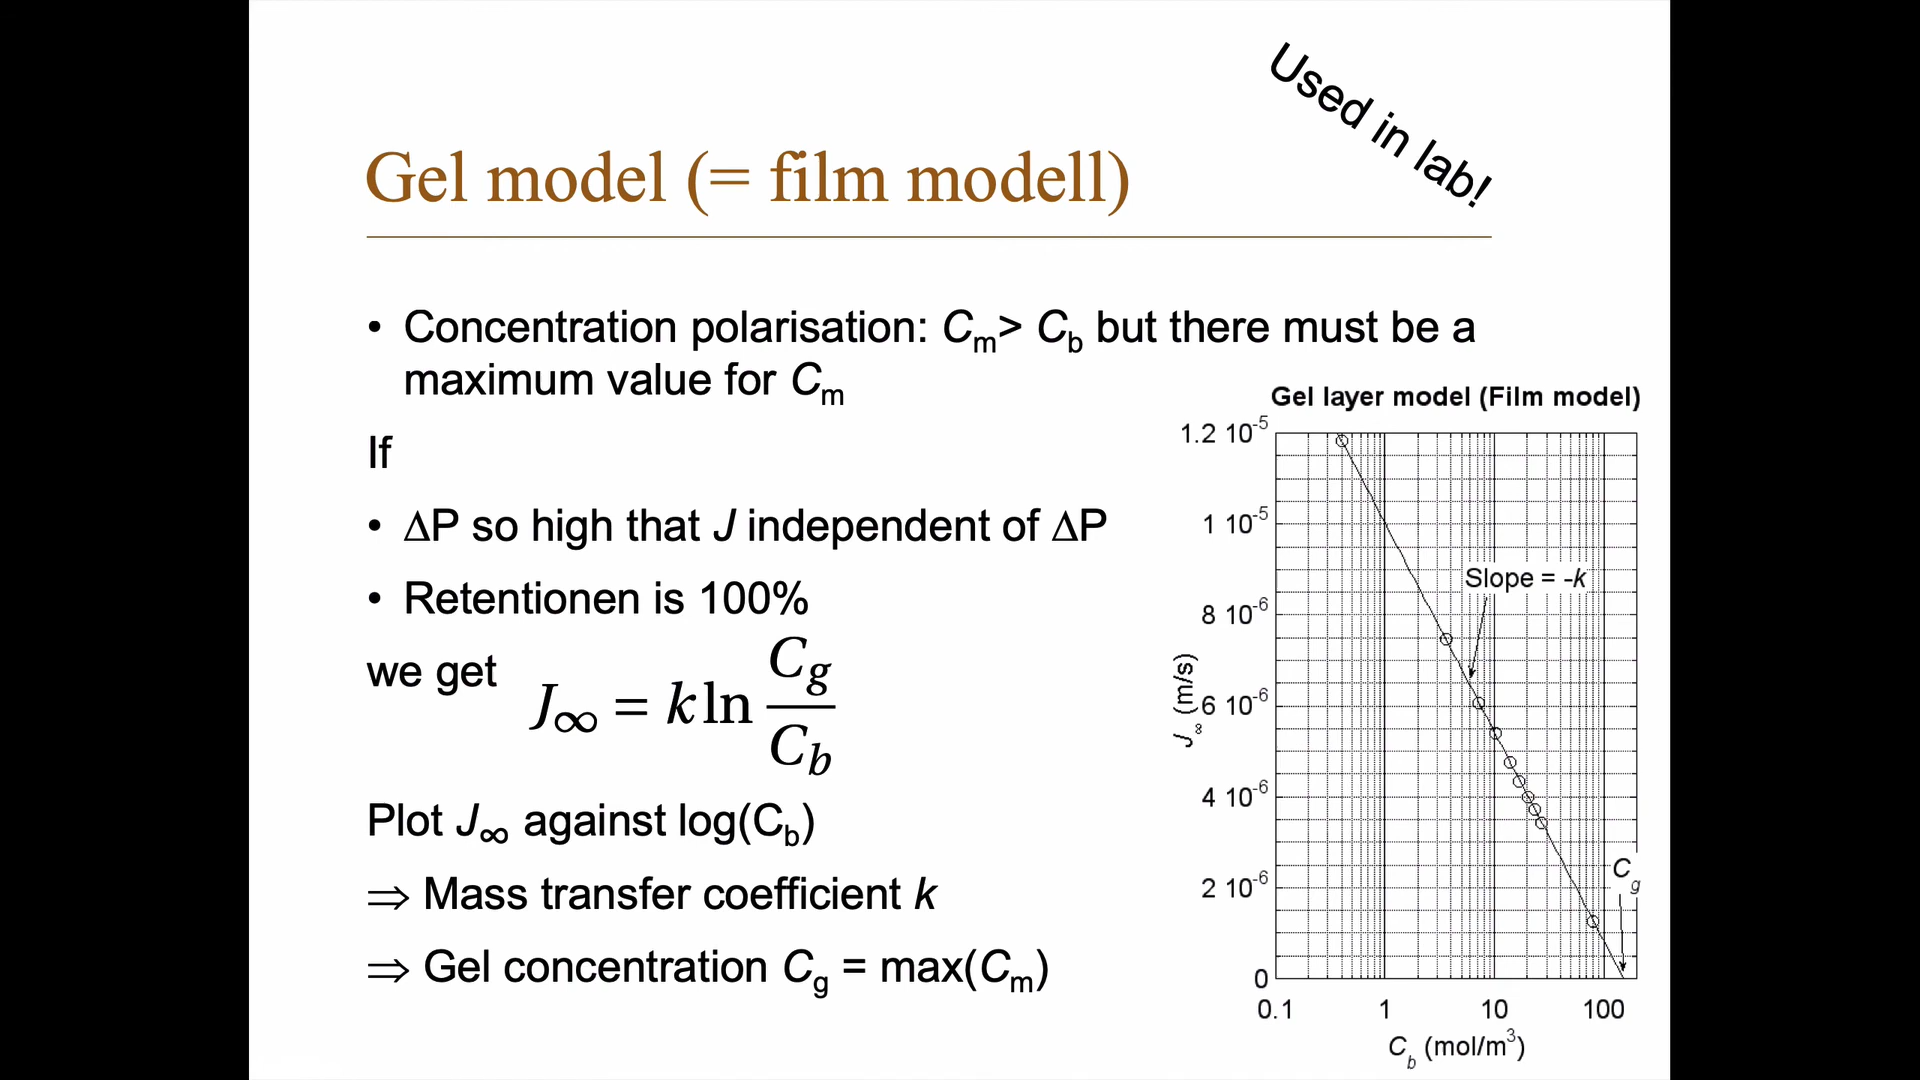 Used in lab!
Gel model (= film modell)
• Concentration polarisation: Cm> Cb but there must be a
maximum value for Cm
If
• ΔP so high that J independent of ΔP
• Retentionen is 100%
we get J∞ = k ln Cg/Cb
Plot J∞ against log(Cb)
⇒ Mass transfer coefficient k
⇒ Gel concentration Cg = max(Cm)
Gel layer model (Film model)
1.2 10-5
1 10-5
8 10-6
6 10-6
4 10-6
2 10-6
0
J∞ (m/s)
Slope = -k
Cg
0.1 1 10 100
Cb (mol/m3)